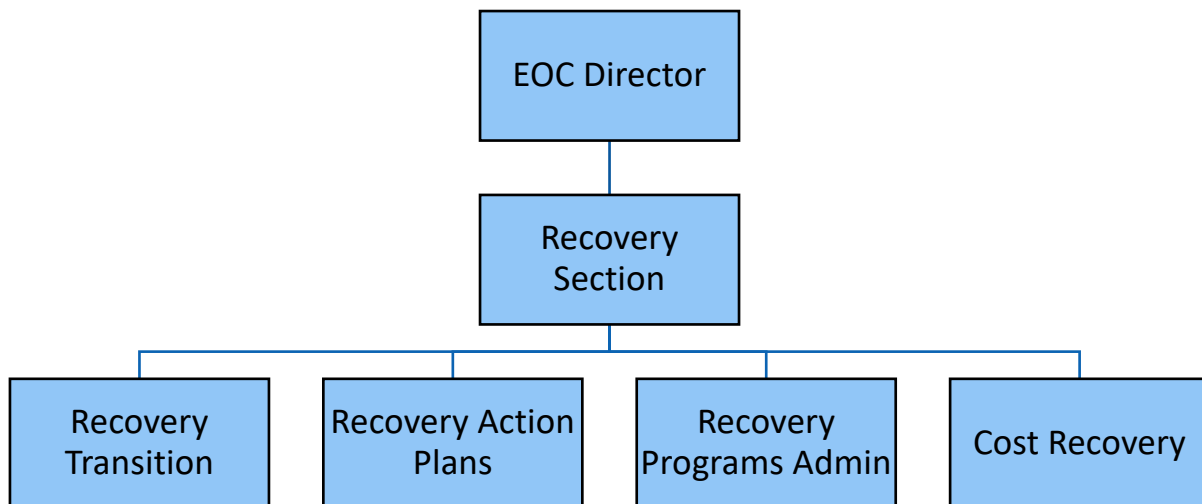 EOC Director
Recovery
Section
Recovery
Transition
Recovery Action
Plans
Recovery
Programs Admin
Cost Recovery